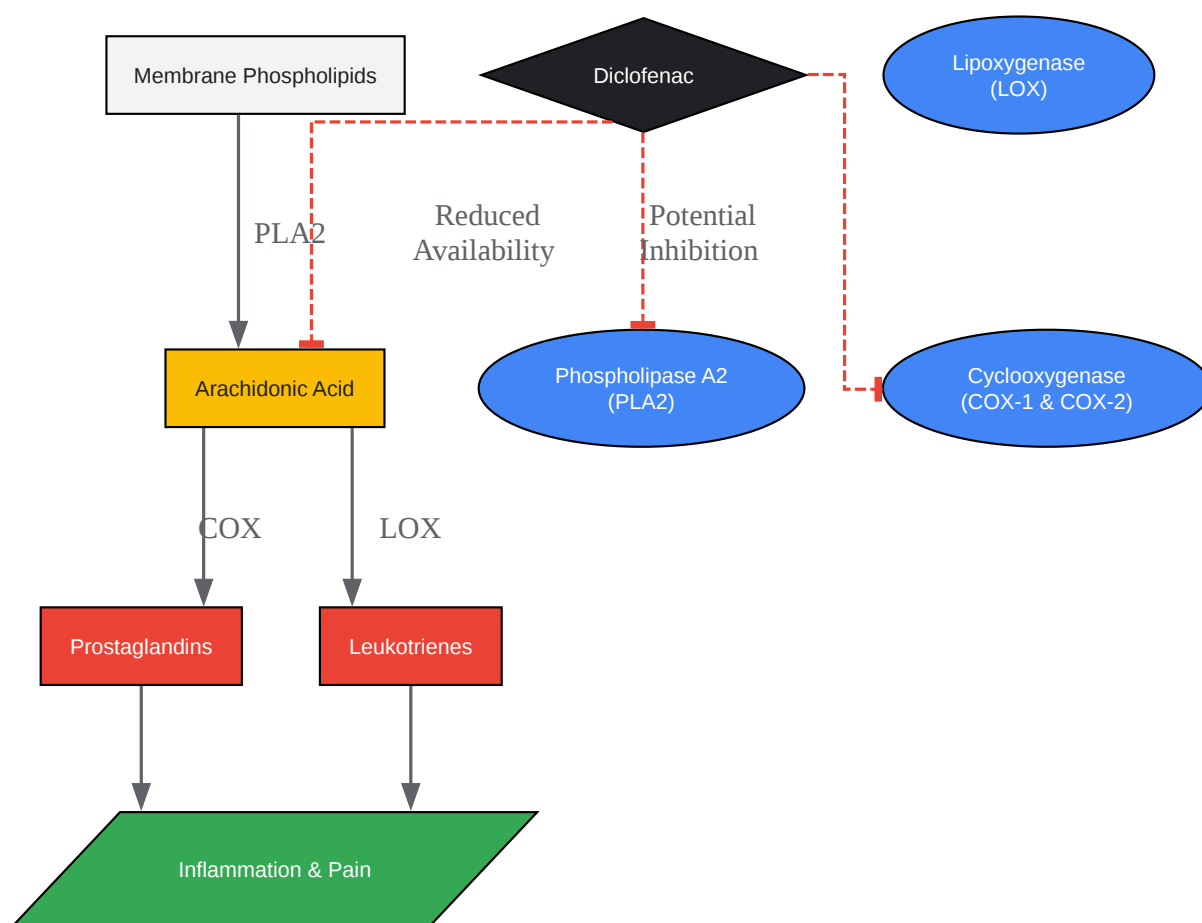 Membrane Phospholipids
Diclofenac
Lipoxygenase
(LOX)
PLA2
Reduced
Availability
Potential
Inhibition
Arachidonic Acid
Phospholipase A2
(PLA2)
Cyclooxygenase
(COX-1 & COX-2)
COX
LOX
Prostaglandins
Leukotrienes
Inflammation & Pain